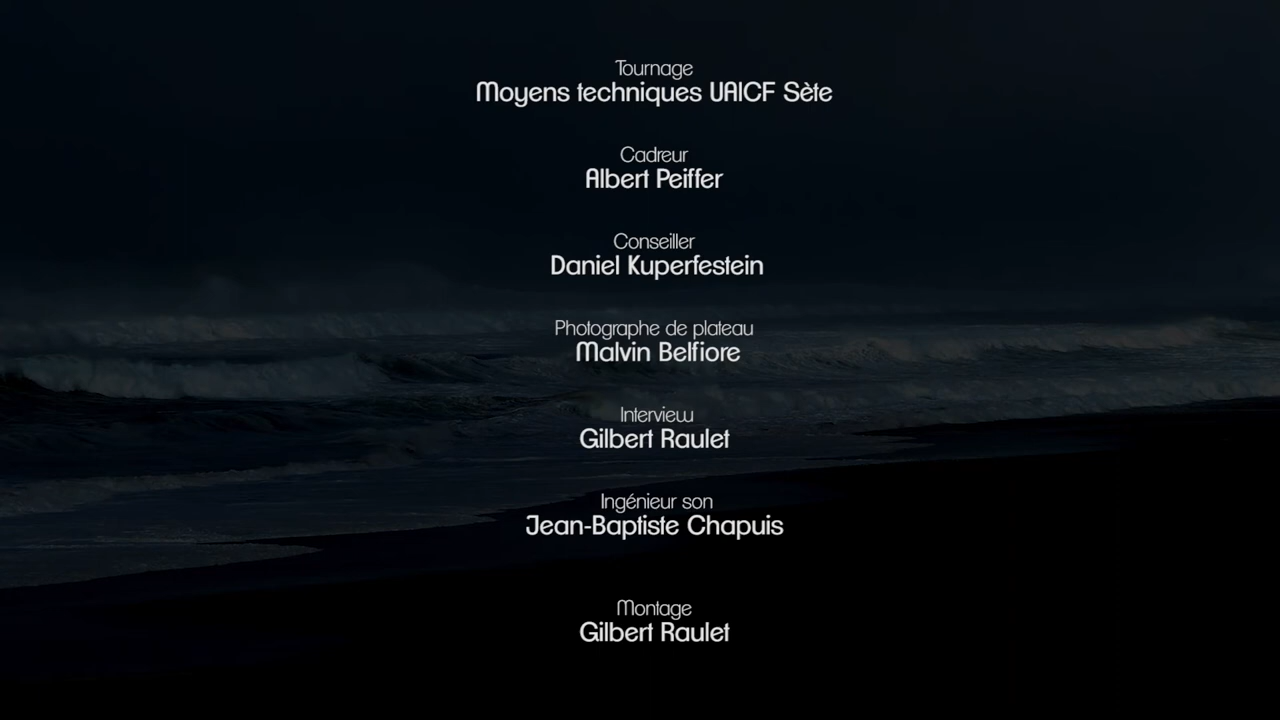 Tournage
Moyens techniques UAICF Sète
Cadreur
Albert Peiffer
Conseiller
Daniel Kuperfestein
Photographe de plateau
Malvin Belfiore
Interview
Gilbert Raulet
Ingénieur son
Jean-Baptiste Chapuis
Montage
Gilbert Raulet